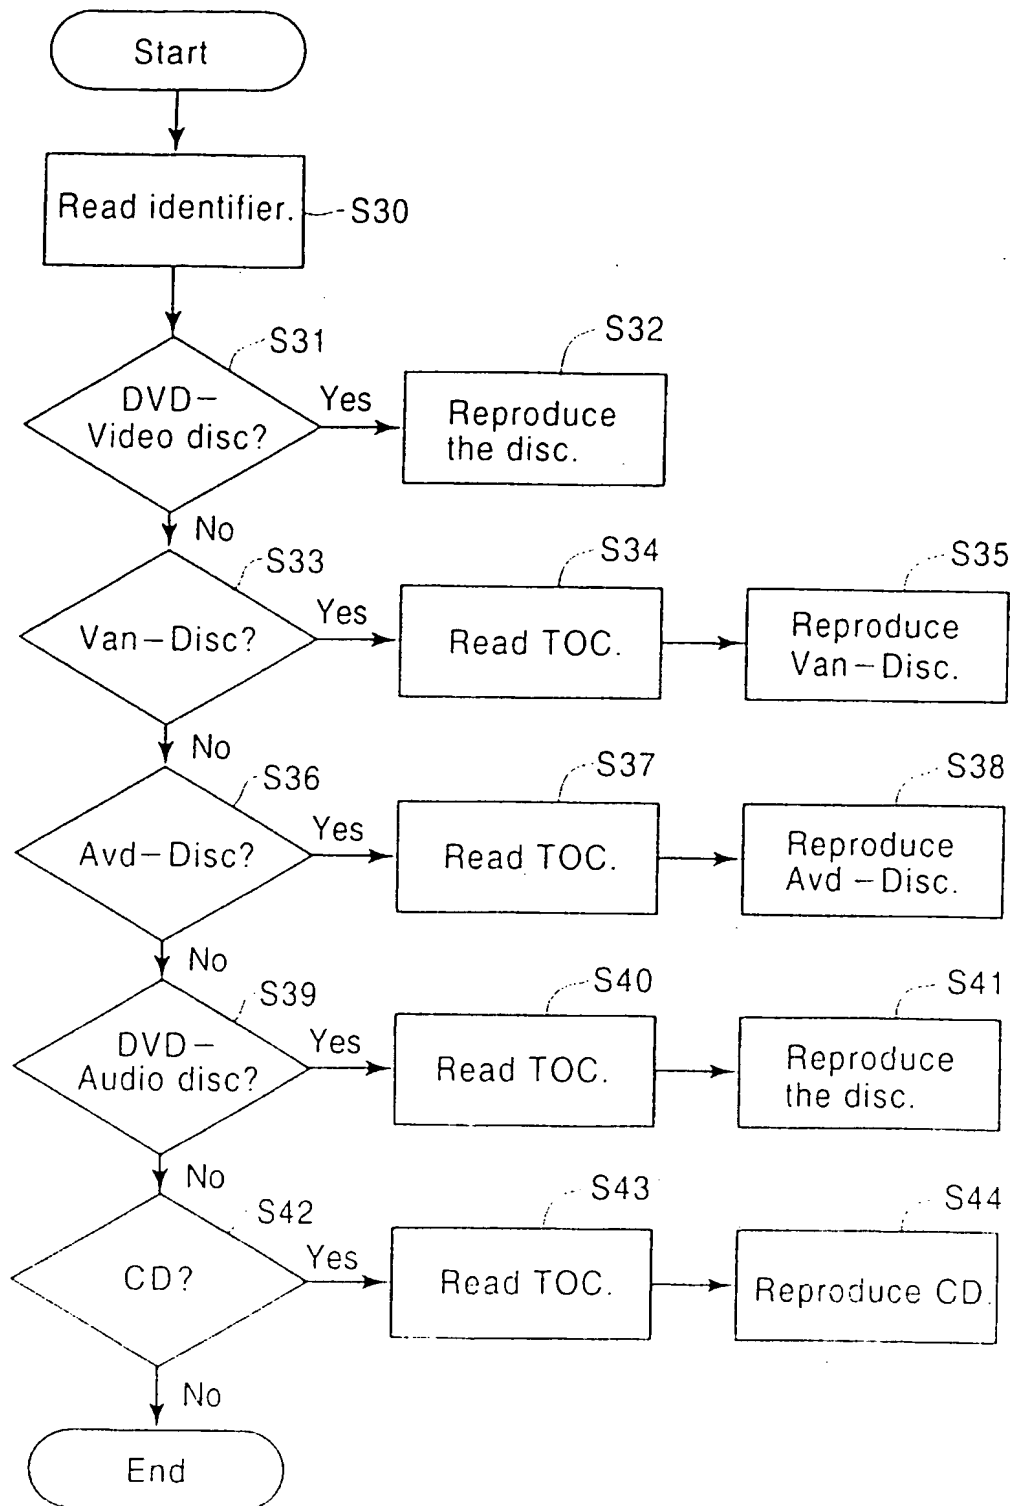 Start
Read identifier.
S30
S31
DVD–
Video disc?
Yes
S32
Reproduce
the disc.
No
S33
Van–Disc?
Yes
S34
Read TOC.
S35
Reproduce
Van–Disc.
No
S36
Avd–Disc?
Yes
S37
Read TOC.
S38
Reproduce
Avd–Disc.
No
S39
DVD–
Audio disc?
Yes
S40
Read TOC.
S41
Reproduce
the disc.
No
S42
CD?
Yes
S43
Read TOC.
S44
Reproduce CD.
No
End